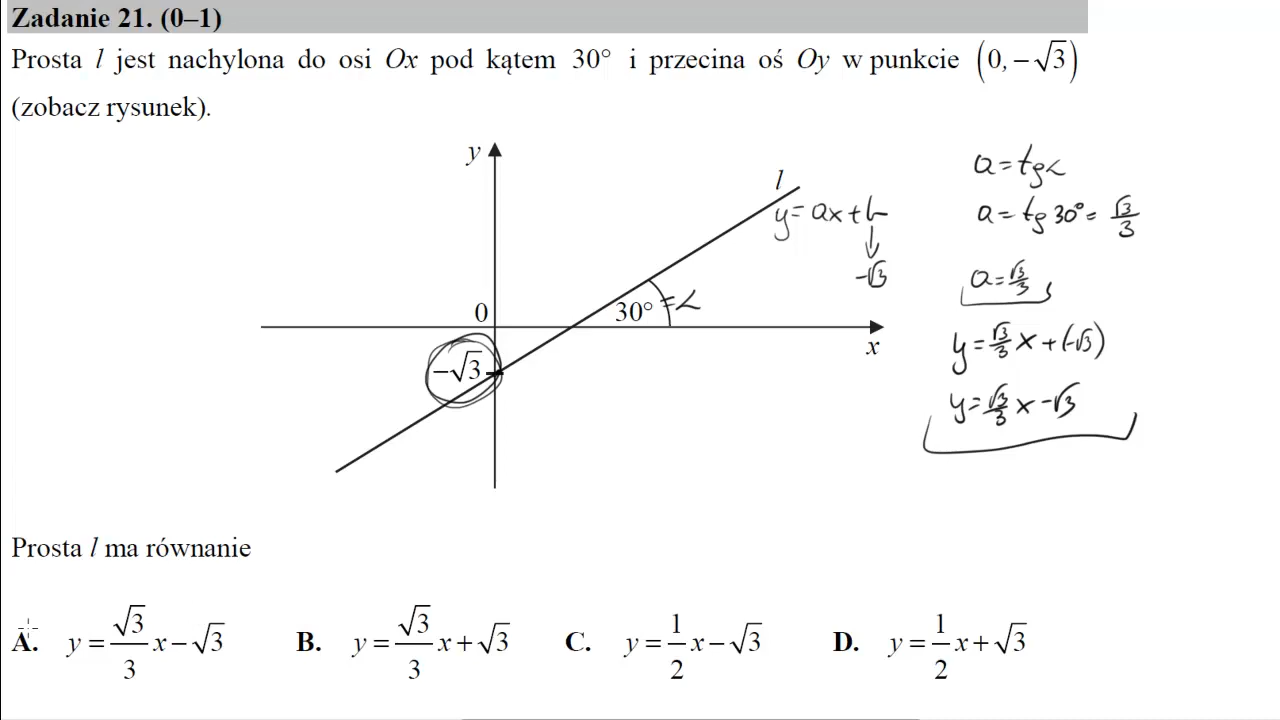 Zadanie 21. (0–1)
Prosta l jest nachylona do osi Ox pod kątem 30° i przecina oś Oy w punkcie (0, −√3)
(zobacz rysunek).
y
l
y = ax + b
−√3
30° = α
0
x
−√3
a = tg α
a = tg 30° = √3/3
a = √3/3
y = √3/3 x + (−√3)
y = √3/3 x − √3
Prosta l ma równanie
A. y = √3/3 x − √3 B. y = √3/3 x + √3 C. y = 1/2 x − √3 D. y = 1/2 x + √3